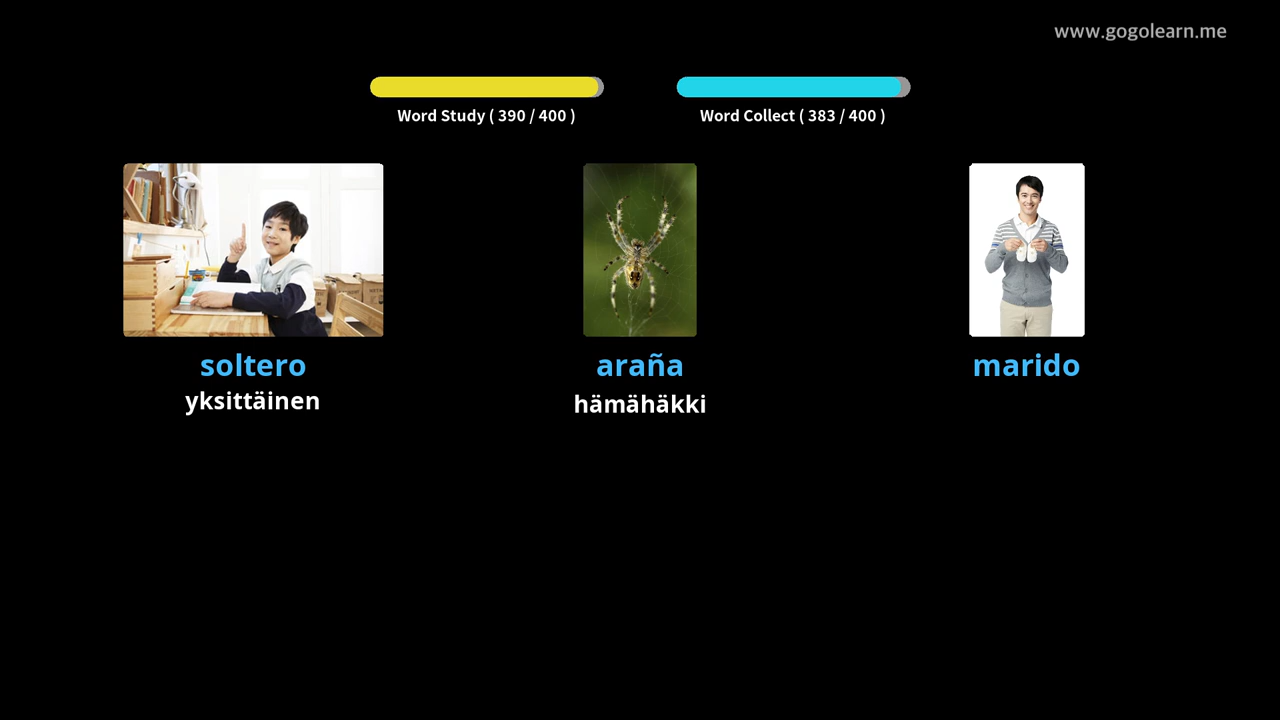 www.gogolearn.me
Word Study ( 390 / 400 )
Word Collect ( 383 / 400 )
soltero
araña
marido
yksittäinen
hämähäkki